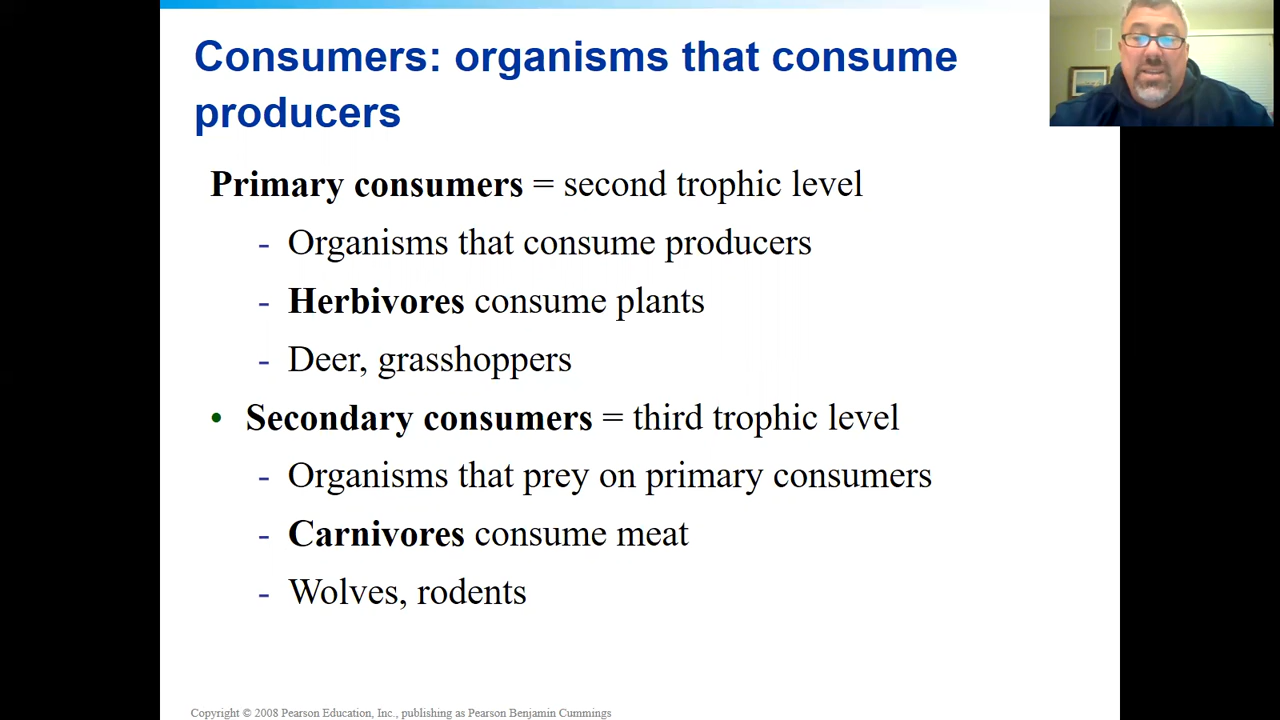 Consumers: organisms that consume
producers
Primary consumers = second trophic level
- Organisms that consume producers
- Herbivores consume plants
- Deer, grasshoppers
• Secondary consumers = third trophic level
- Organisms that prey on primary consumers
- Carnivores consume meat
- Wolves, rodents
Copyright © 2008 Pearson Education, Inc., publishing as Pearson Benjamin Cummings